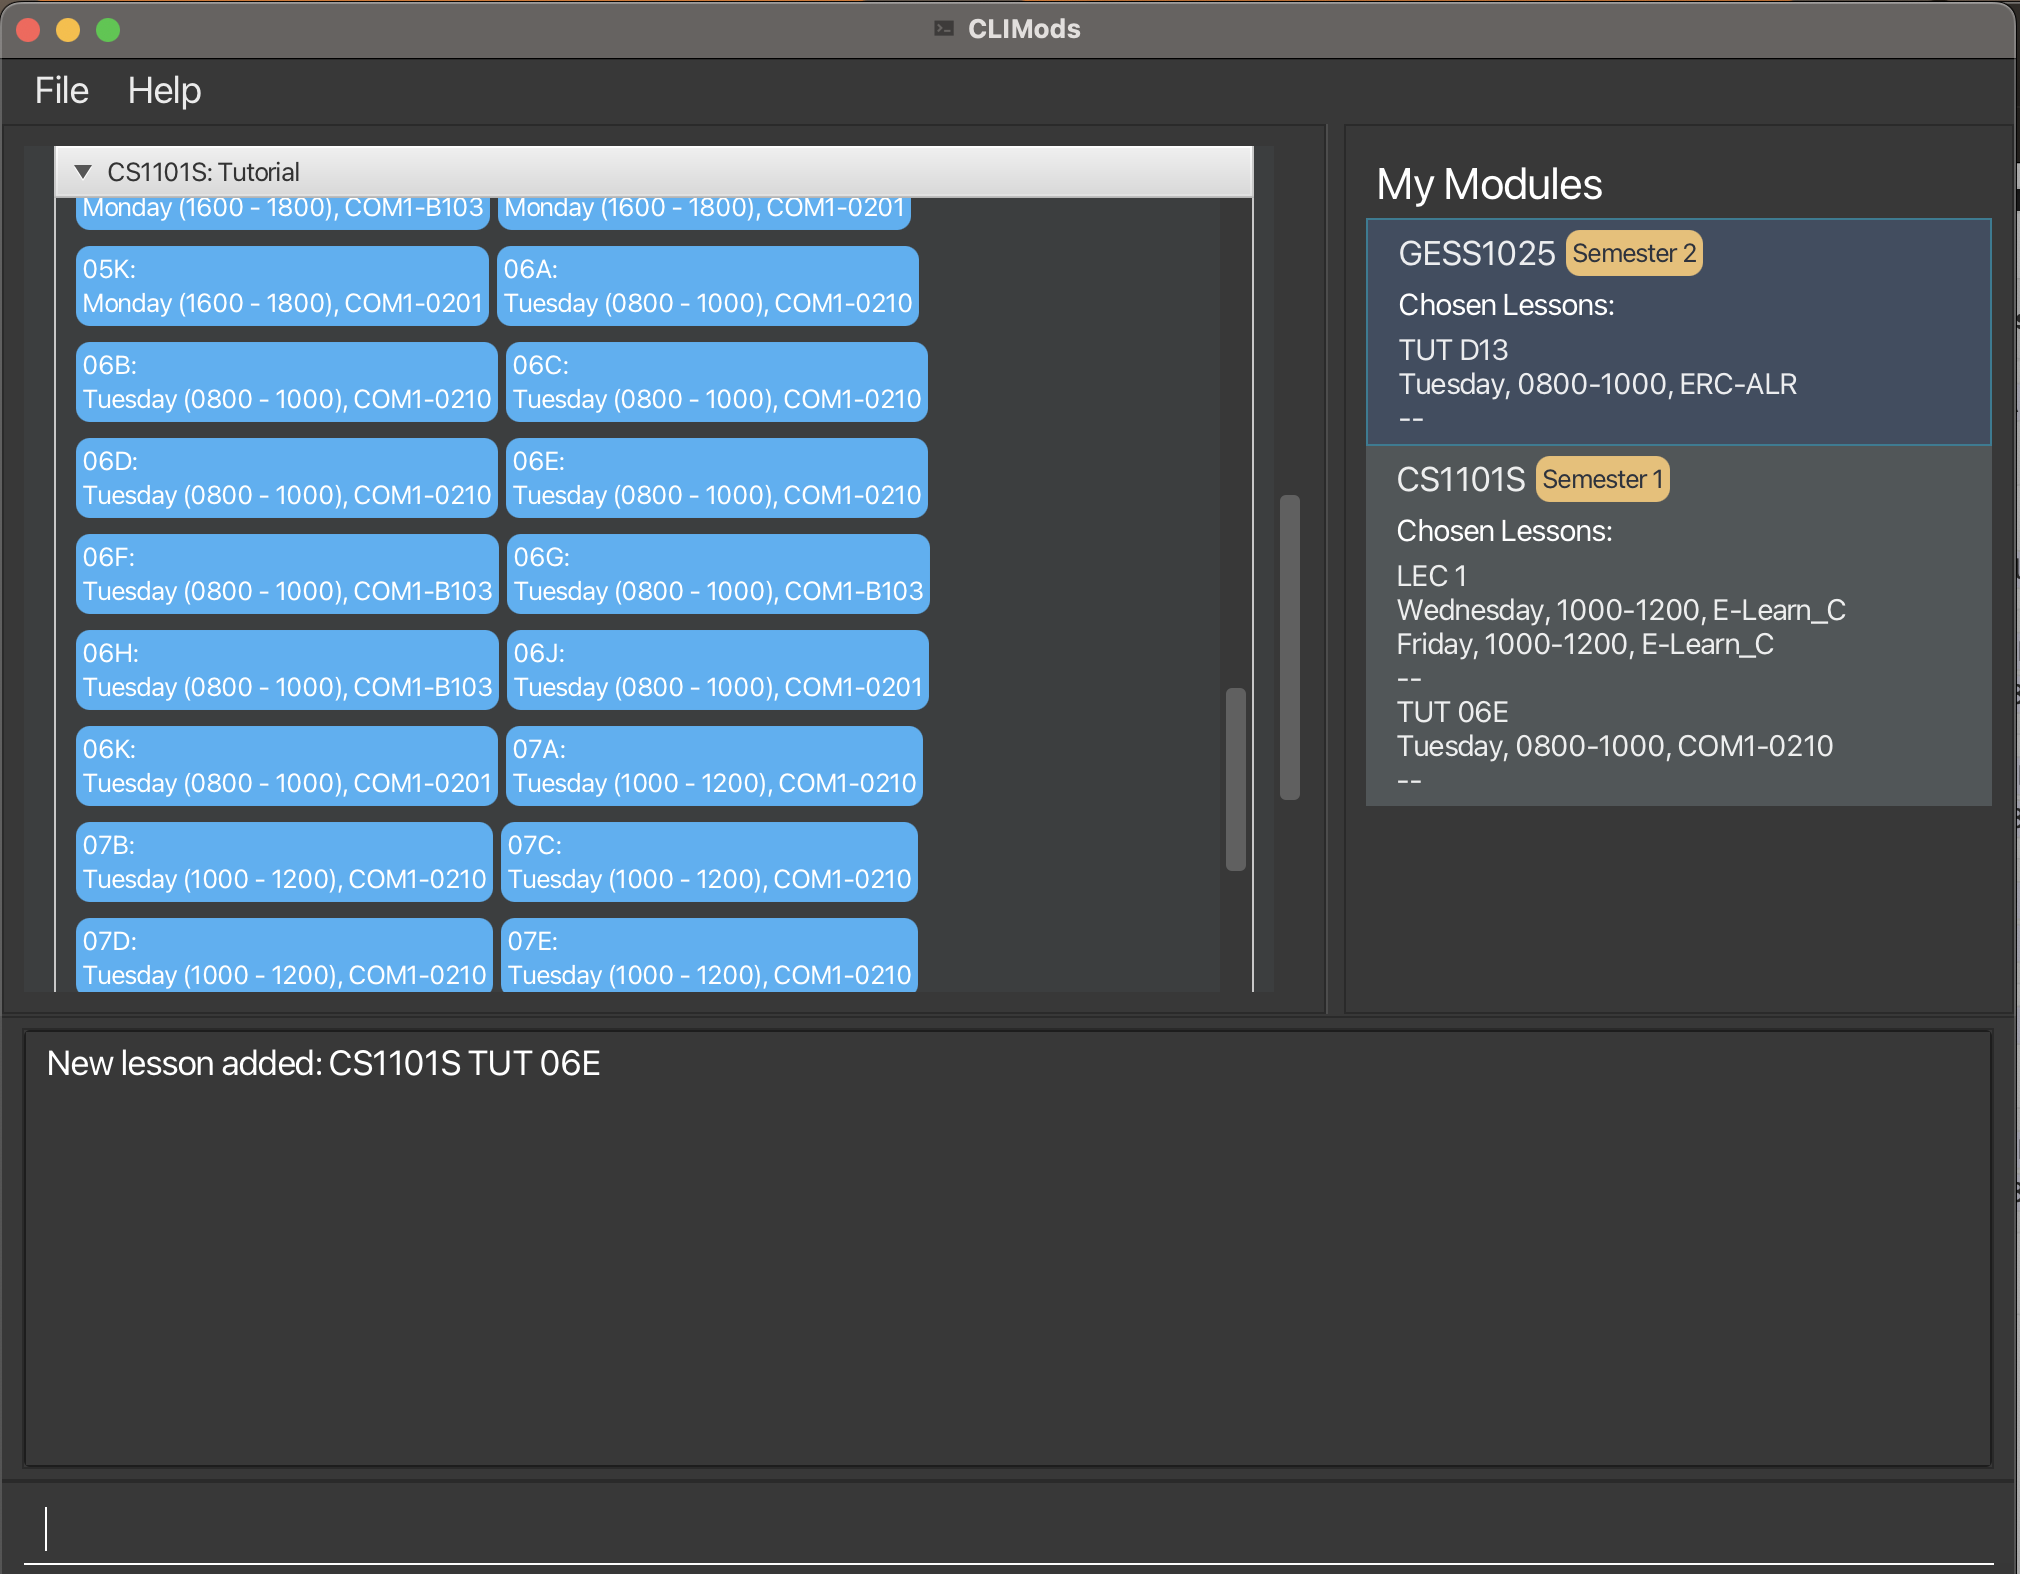 CLIMods
File Help
CS1101S: Tutorial
Monday (1600 - 1800), COM1-B103
Monday (1600 - 1800), COM1-0201
05K:
Monday (1600 - 1800), COM1-0201
06A:
Tuesday (0800 - 1000), COM1-0210
06B:
Tuesday (0800 - 1000), COM1-0210
06C:
Tuesday (0800 - 1000), COM1-0210
06D:
Tuesday (0800 - 1000), COM1-0210
06E:
Tuesday (0800 - 1000), COM1-0210
06F:
Tuesday (0800 - 1000), COM1-B103
06G:
Tuesday (0800 - 1000), COM1-B103
06H:
Tuesday (0800 - 1000), COM1-B103
06J:
Tuesday (0800 - 1000), COM1-0201
06K:
Tuesday (0800 - 1000), COM1-0201
07A:
Tuesday (1000 - 1200), COM1-0210
07B:
Tuesday (1000 - 1200), COM1-0210
07C:
Tuesday (1000 - 1200), COM1-0210
07D:
Tuesday (1000 - 1200), COM1-0210
07E:
Tuesday (1000 - 1200), COM1-0210
My Modules
GESS1025 Semester 2
Chosen Lessons:
TUT D13
Tuesday, 0800-1000, ERC-ALR
--
CS1101S Semester 1
Chosen Lessons:
LEC 1
Wednesday, 1000-1200, E-Learn_C
Friday, 1000-1200, E-Learn_C
--
TUT 06E
Tuesday, 0800-1000, COM1-0210
--
New lesson added: CS1101S TUT 06E